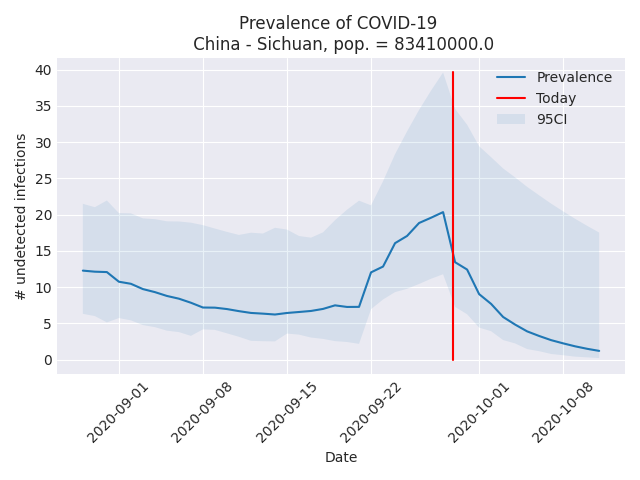 Prevalence of COVID-19
China - Sichuan, pop. = 83410000.0
Prevalence
Today
95CI
# undetected infections
40
35
30
25
20
15
10
5
0
2020-09-01
2020-09-08
2020-09-15
2020-09-22
2020-10-01
2020-10-08
Date